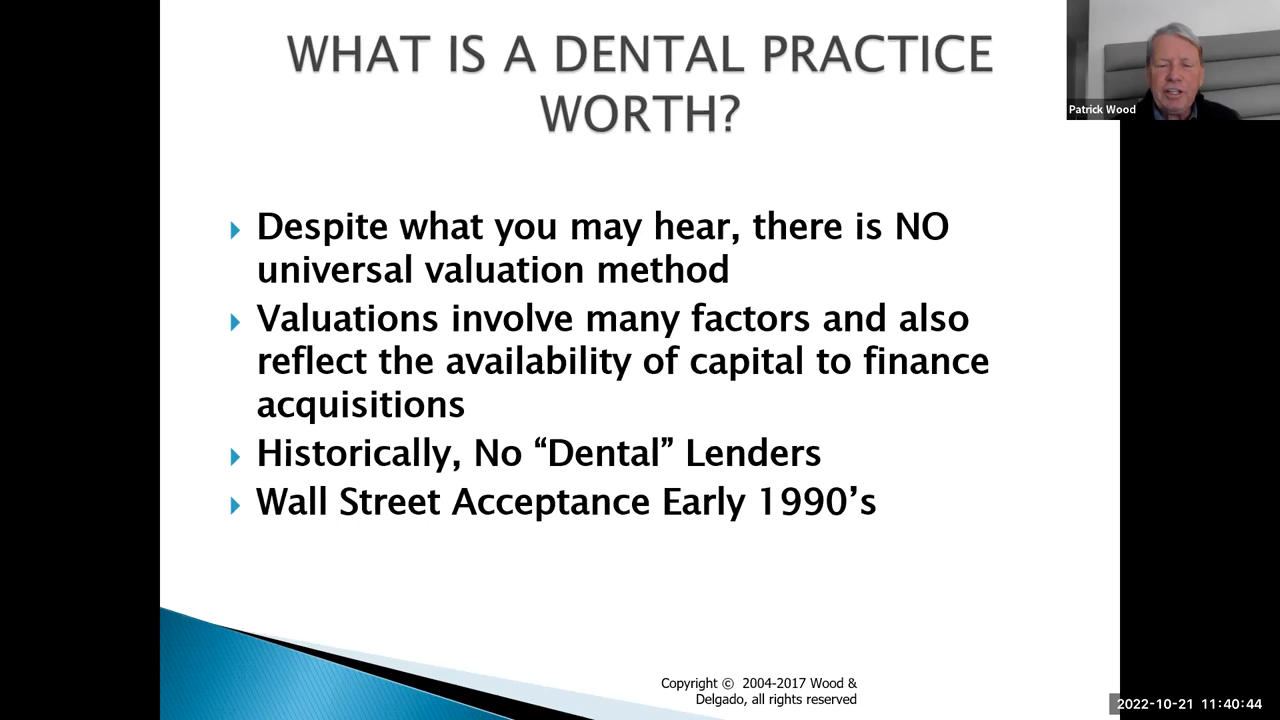 WHAT IS A DENTAL PRACTICE
WORTH?
Patrick Wood
Despite what you may hear, there is NO
universal valuation method
Valuations involve many factors and also
reflect the availability of capital to finance
acquisitions
Historically, No “Dental” Lenders
Wall Street Acceptance Early 1990’s
Copyright © 2004-2017 Wood &
Delgado, all rights reserved
2022-10-21 11:40:44